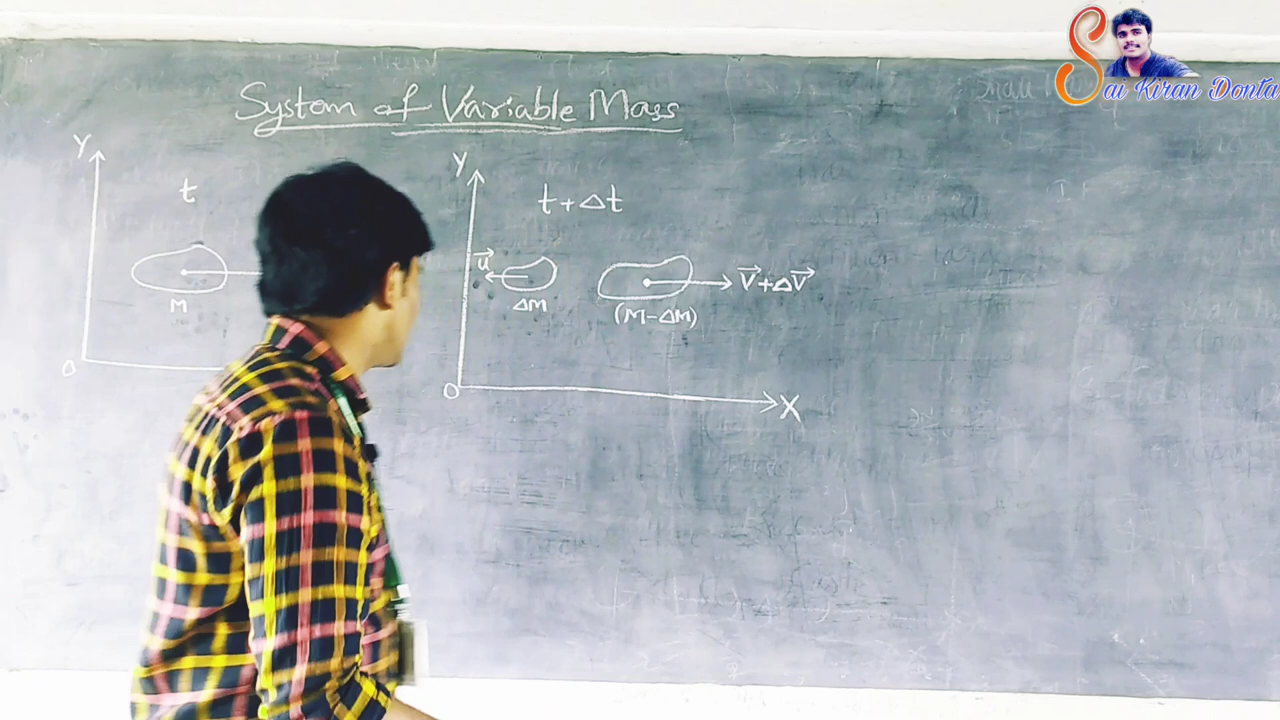 Sai Kiran Donta
System of Variable Mass
Y
t
M
O
Y
t + Δt
u⃗
ΔM
V⃗+ΔV⃗
(M-ΔM)
O
X